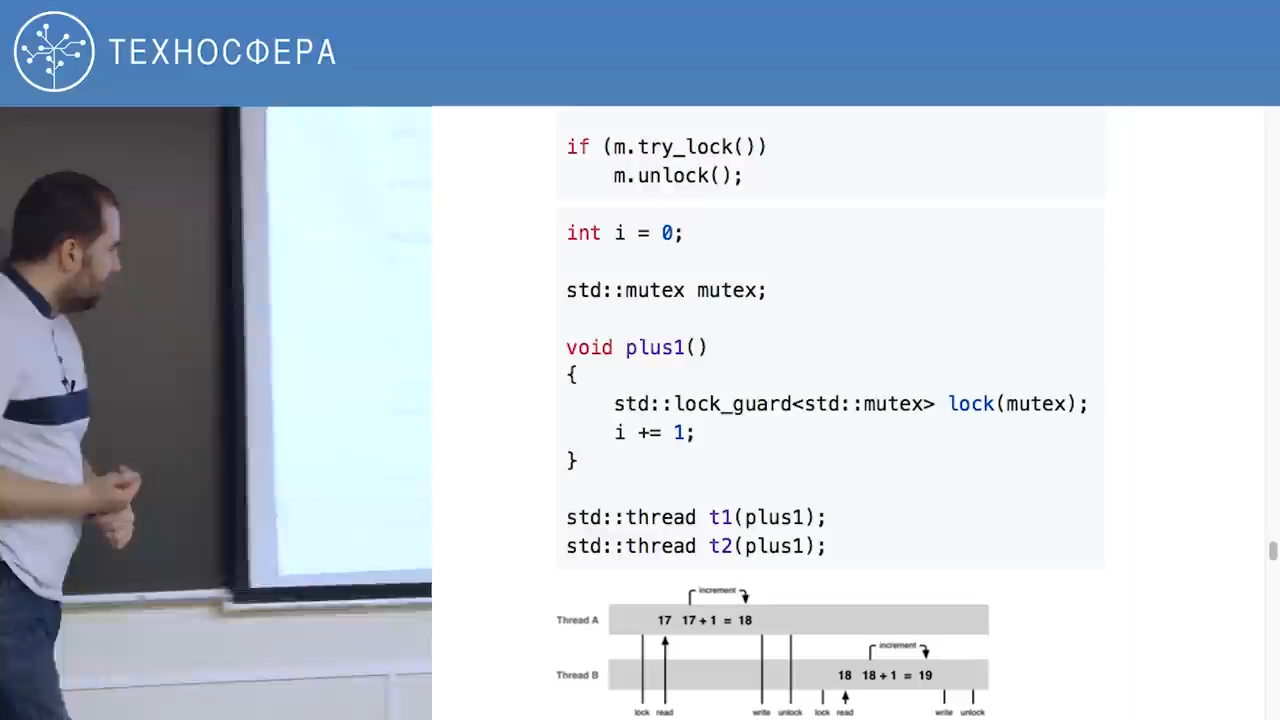 ТЕХНОСФЕРА
if (m.try_lock())
m.unlock();
int i = 0;
std::mutex mutex;
void plus1()
{
std::lock_guard<std::mutex> lock(mutex);
i += 1;
}
std::thread t1(plus1);
std::thread t2(plus1);
increment
Thread A 17 17 + 1 = 18
increment
Thread B 18 18 + 1 = 19
lock read write unlock lock read write unlock